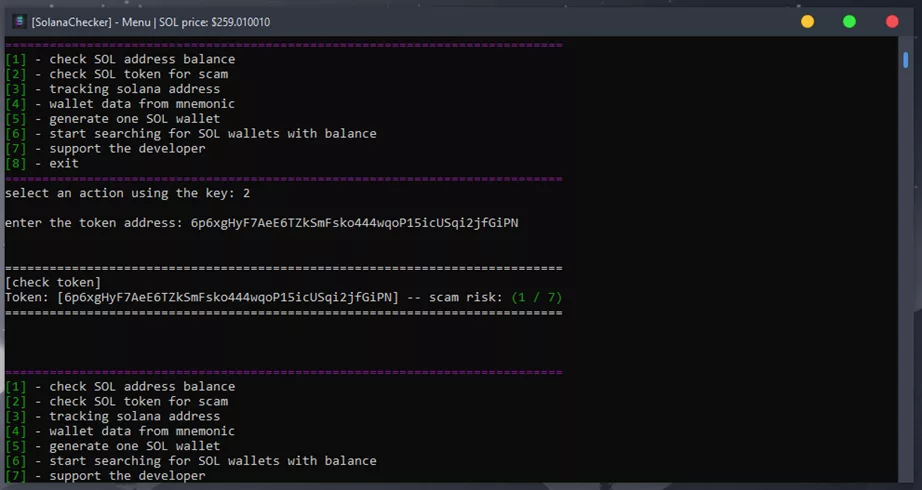 [SolanaChecker] - Menu | SOL price: $259.010010
============================================================================
[1] - check SOL address balance
[2] - check SOL token for scam
[3] - tracking solana address
[4] - wallet data from mnemonic
[5] - generate one SOL wallet
[6] - start searching for SOL wallets with balance
[7] - support the developer
[8] - exit
============================================================================
select an action using the key: 2
enter the token address: 6p6xgHyF7AeE6TZkSmFsko444wqoP15icUSqi2jfGiPN
============================================================================
[check token]
Token: [6p6xgHyF7AeE6TZkSmFsko444wqoP15icUSqi2jfGiPN] -- scam risk: (1 / 7)
============================================================================
============================================================================
[1] - check SOL address balance
[2] - check SOL token for scam
[3] - tracking solana address
[4] - wallet data from mnemonic
[5] - generate one SOL wallet
[6] - start searching for SOL wallets with balance
[7] - support the developer